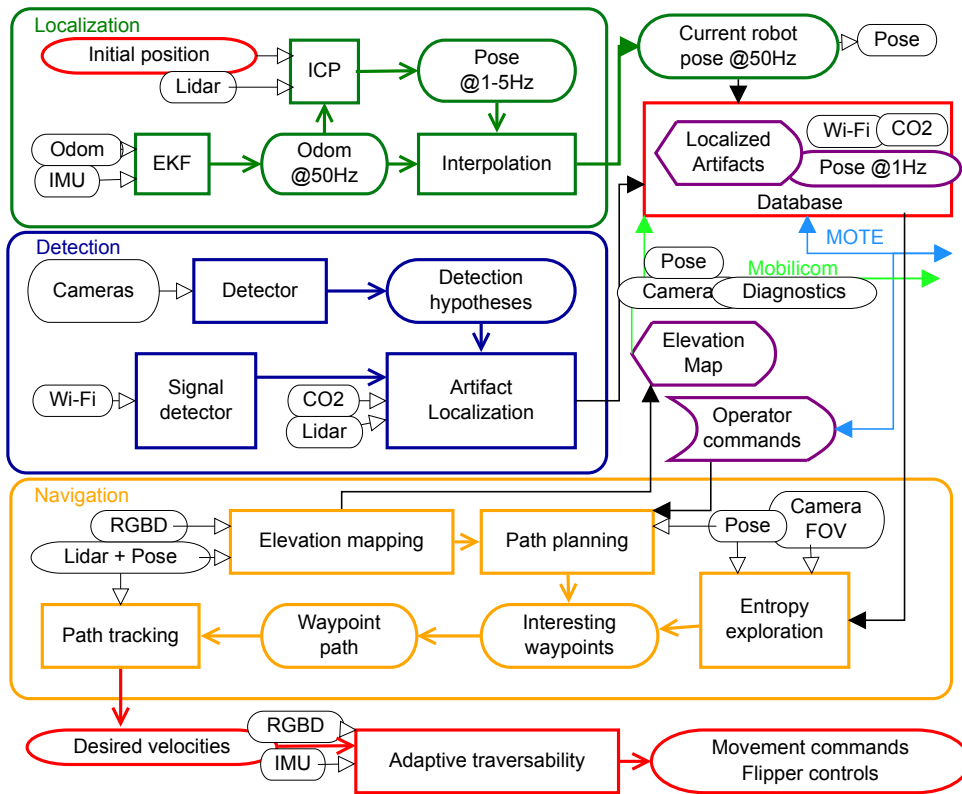 Localization
Initial position
Lidar
ICP
Pose
@1-5Hz
Current robot
pose @50Hz
Pose
Odom
IMU
EKF
Odom
@50Hz
Interpolation
Localized
Artifacts
Wi-Fi
CO2
Pose @1Hz
Database
MOTE
Mobilicom
Pose
Camera
Diagnostics
Detection
Cameras
Detector
Detection
hypotheses
Wi-Fi
Signal
detector
CO2
Lidar
Artifact
Localization
Elevation
Map
Operator
commands
Navigation
RGBD
Lidar + Pose
Elevation mapping
Path planning
Pose
Camera
FOV
Path tracking
Waypoint
path
Interesting
waypoints
Entropy
exploration
Desired velocities
RGBD
IMU
Adaptive traversability
Movement commands
Flipper controls